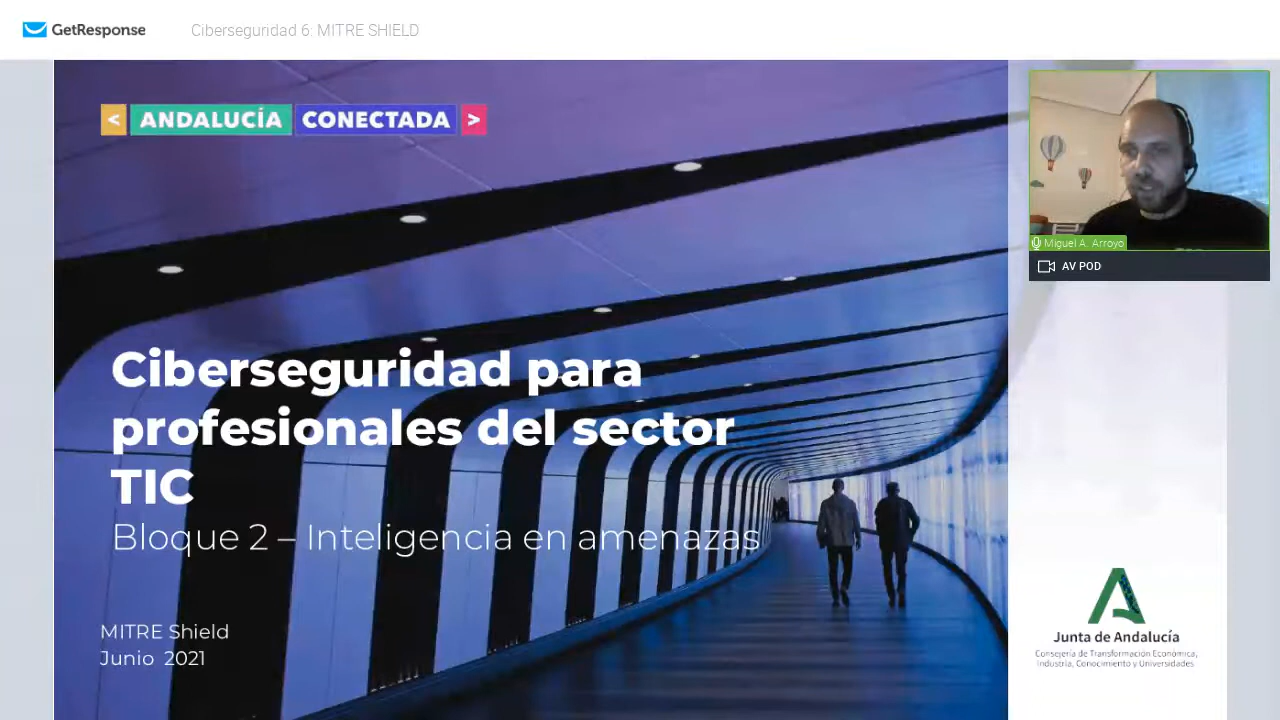 GetResponse
Ciberseguridad 6: MITRE SHIELD
< ANDALUCÍA CONECTADA >
Miguel A. Arroyo
AV POD
Ciberseguridad para
profesionales del sector
TIC
Bloque 2 – Inteligencia en amenazas
MITRE Shield
Junio 2021
Junta de Andalucía
Consejería de Transformación Económica,
Industria, Conocimiento y Universidades